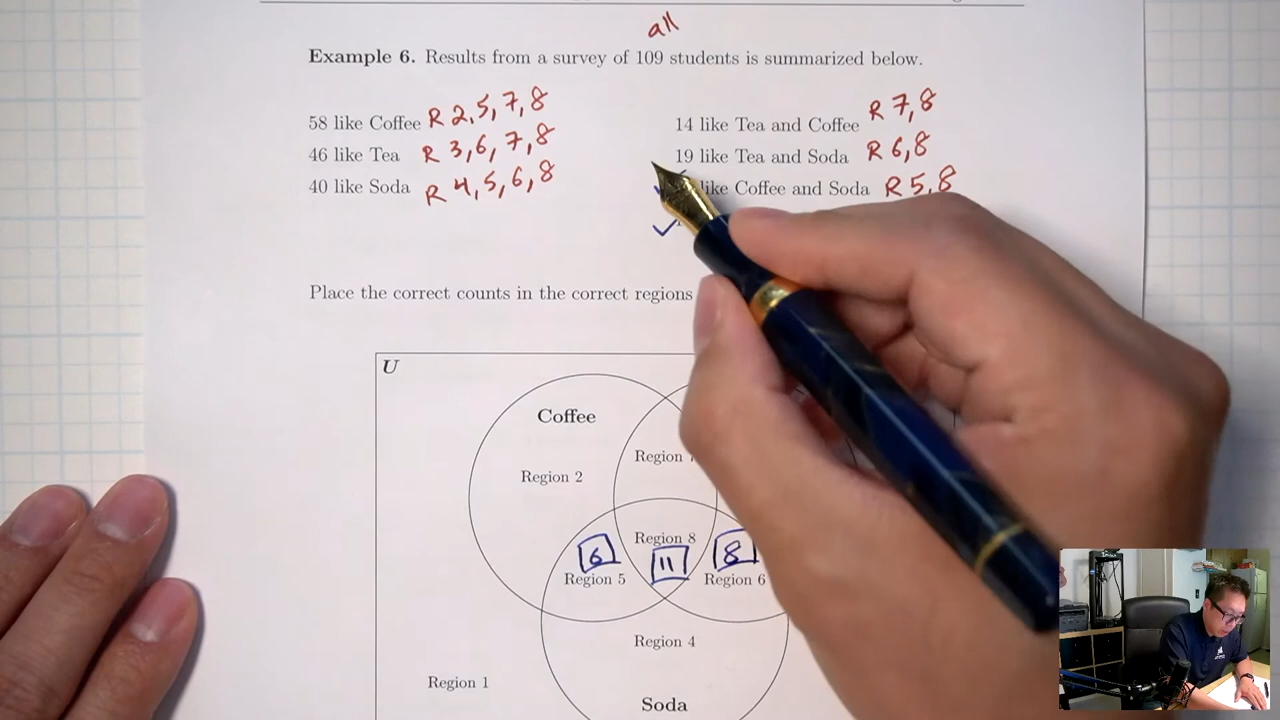 all
Example 6. Results from a survey of 109 students is summarized below.
58 like Coffee R 2,5,7,8
46 like Tea R 3,6,7,8
40 like Soda R 4,5,6,8
14 like Tea and Coffee R 7,8
19 like Tea and Soda R 6,8
like Coffee and Soda R 5,8
Place the correct counts in the correct regions
U
Coffee
Region
Region 2
Region 8
6
11
8
Region 5
Region 6
Region 4
Region 1
Soda